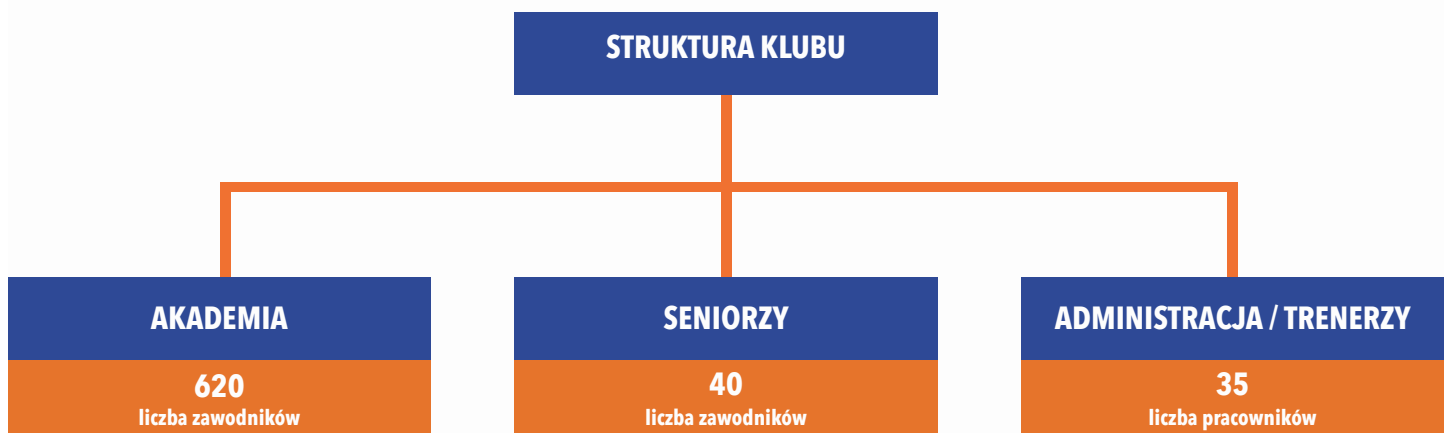 STRUKTURA KLUBU
AKADEMIA
620
liczba zawodników
SENIORZY
40
liczba zawodników
ADMINISTRACJA / TRENERZY
35
liczba pracowników